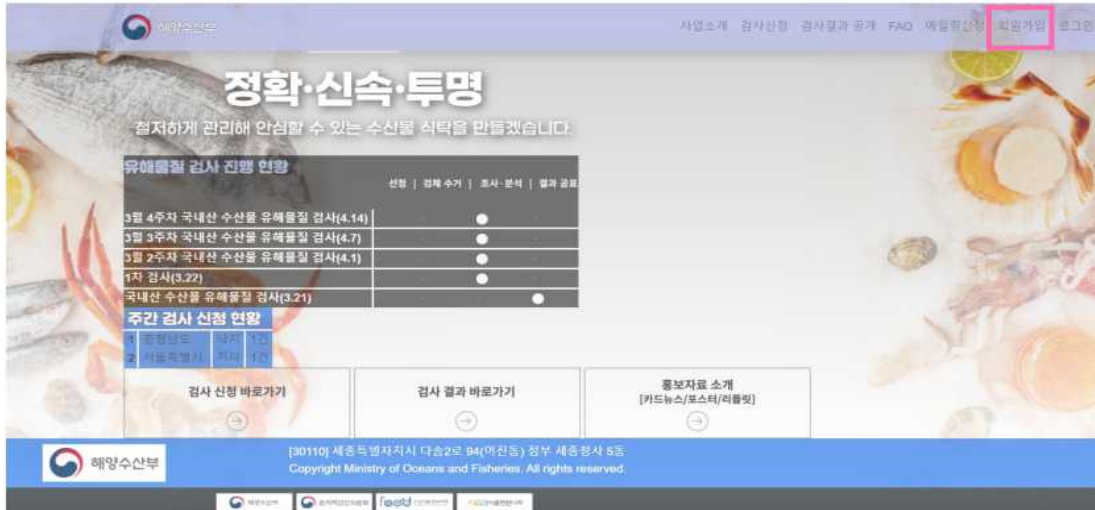 해양수산부
사업소개 검사신청 검사결과 공개 FAQ 메일링신청 회원가입 로그인
정확·신속·투명
철저하게 관리해 안심할 수 있는 수산물 식탁을 만들겠습니다.
유해물질 검사 진행 현황
선정 | 검체 수거 | 조사·분석 | 결과 공표
3월 4주차 국내산 수산물 유해물질 검사(4.14)
3월 3주차 국내산 수산물 유해물질 검사(4.7)
3월 2주차 국내산 수산물 유해물질 검사(4.1)
1차 검사(3.22)
국내산 수산물 유해물질 검사(3.21)
주간 검사 신청 현황
1 충청남도 낙지 1건
2 서울특별시 1건
검사 신청 바로가기
검사 결과 바로가기
홍보자료 소개
[카드뉴스/포스터/리플릿]
해양수산부
[30110] 세종특별자치시 다솜2로 94(어진동) 정부 세종청사 5동
Copyright Ministry of Oceans and Fisheries. All rights reserved.
해양수산부